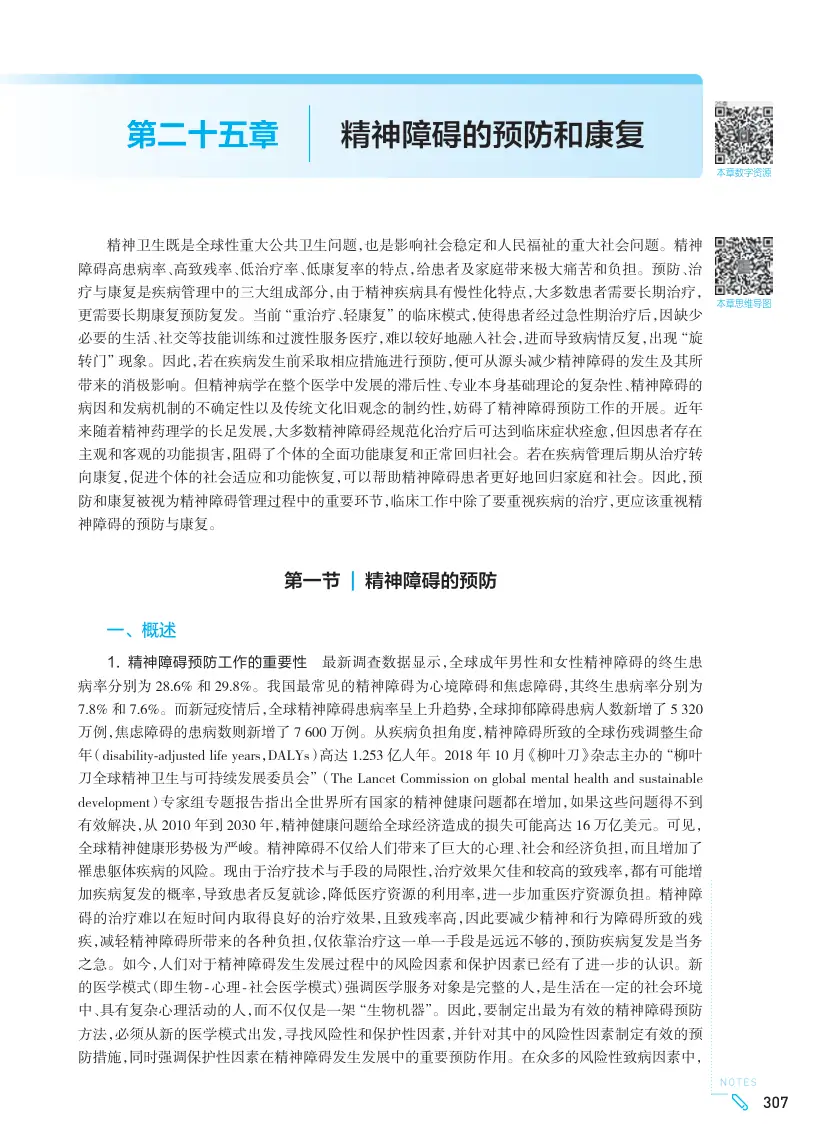 第二十五章
精神障碍的预防和康复
本章数字资源
本章思维导图
精神卫生既是全球性重大公共卫生问题,也是影响社会稳定和人民福祉的重大社会问题。精神
障碍高患病率、高致残率、低治疗率、低康复率的特点,给患者及家庭带来极大痛苦和负担。预防、治
疗与康复是疾病管理中的三大组成部分,由于精神疾病具有慢性化特点,大多数患者需要长期治疗,
更需要长期康复预防复发。当前“重治疗、轻康复”的临床模式,使得患者经过急性期治疗后,因缺少
必要的生活、社交等技能训练和过渡性服务医疗,难以较好地融入社会,进而导致病情反复,出现“旋
转门”现象。因此,若在疾病发生前采取相应措施进行预防,便可从源头减少精神障碍的发生及其所
带来的消极影响。但精神病学在整个医学中发展的滞后性、专业本身基础理论的复杂性、精神障碍的
病因和发病机制的不确定性以及传统文化旧观念的制约性,妨碍了精神障碍预防工作的开展。近年
来随着精神药理学的长足发展,大多数精神障碍经规范化治疗后可达到临床症状痊愈,但因患者存在
主观和客观的功能损害,阻碍了个体的全面功能康复和正常回归社会。若在疾病管理后期从治疗转
向康复,促进个体的社会适应和功能恢复,可以帮助精神障碍患者更好地回归家庭和社会。因此,预
防和康复被视为精神障碍管理过程中的重要环节,临床工作中除了要重视疾病的治疗,更应该重视精
神障碍的预防与康复。
第一节 | 精神障碍的预防
一、概述
1. 精神障碍预防工作的重要性 最新调查数据显示,全球成年男性和女性精神障碍的终生患
病率分别为 28.6% 和 29.8%。我国最常见的精神障碍为心境障碍和焦虑障碍,其终生患病率分别为
7.8% 和 7.6%。而新冠疫情后,全球精神障碍患病率呈上升趋势,全球抑郁障碍患病人数新增了 5 320
万例,焦虑障碍的患病数则新增了 7 600 万例。从疾病负担角度,精神障碍所致的全球伤残调整生命
年(disability-adjusted life years,DALYs)高达 1.253 亿人年。2018 年 10 月《柳叶刀》杂志主办的“柳叶
刀全球精神卫生与可持续发展委员会”(The Lancet Commission on global mental health and sustainable
development)专家组专题报告指出全世界所有国家的精神健康问题都在增加,如果这些问题得不到
有效解决,从 2010 年到 2030 年,精神健康问题给全球经济造成的损失可能高达 16 万亿美元。可见,
全球精神健康形势极为严峻。精神障碍不仅给人们带来了巨大的心理、社会和经济负担,而且增加了
罹患躯体疾病的风险。现由于治疗技术与手段的局限性,治疗效果欠佳和较高的致残率,都有可能增
加疾病复发的概率,导致患者反复就诊,降低医疗资源的利用率,进一步加重医疗资源负担。精神障
碍的治疗难以在短时间内取得良好的治疗效果,且致残率高,因此要减少精神和行为障碍所致的残
疾,减轻精神障碍所带来的各种负担,仅依靠治疗这一单一手段是远远不够的,预防疾病复发是当务
之急。如今,人们对于精神障碍发生发展过程中的风险因素和保护因素已经有了进一步的认识。新
的医学模式(即生物-心理-社会医学模式)强调医学服务对象是完整的人,是生活在一定的社会环境
中、具有复杂心理活动的人,而不仅仅是一架“生物机器”。因此,要制定出最为有效的精神障碍预防
方法,必须从新的医学模式出发,寻找风险性和保护性因素,并针对其中的风险性因素制定有效的预
防措施,同时强调保护性因素在精神障碍发生发展中的重要预防作用。在众多的风险性致病因素中,
NOTES
307